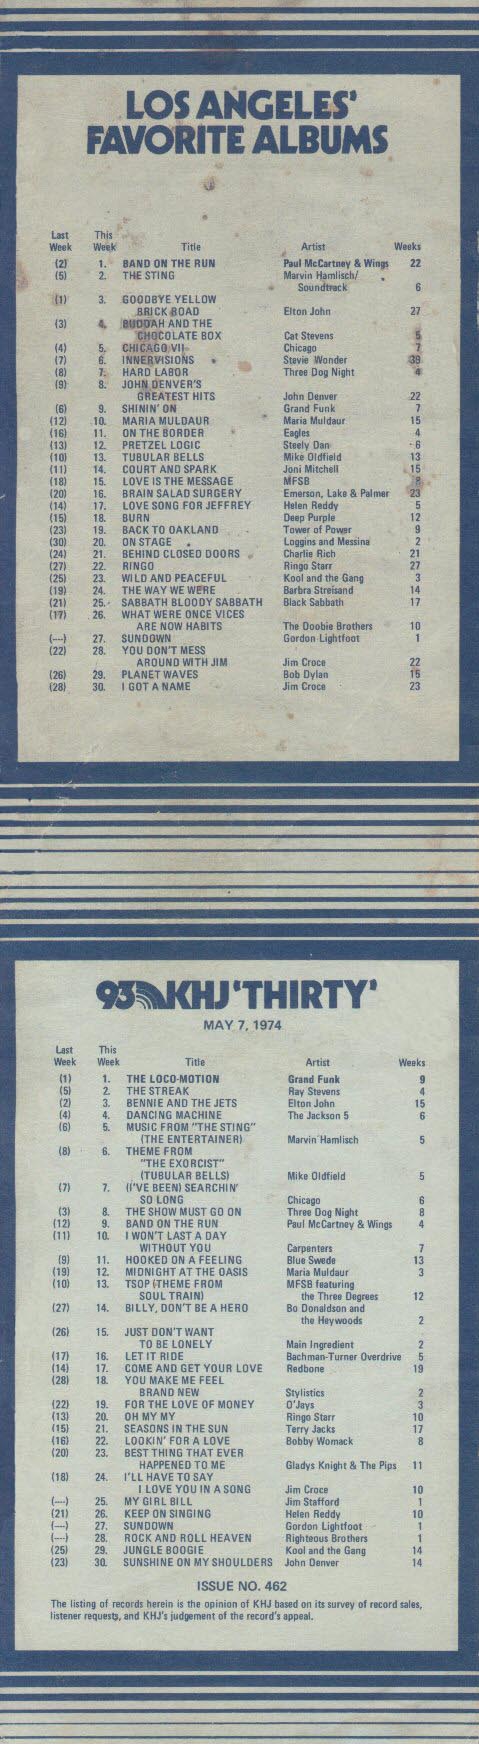 LOS ANGELES'
FAVORITE ALBUMS
Last This
Week Week Title Artist Weeks
(2) 1. BAND ON THE RUN Paul McCartney & Wings 22
(5) 2. THE STING Marvin Hamlisch/
Soundtrack 6
(1) 3. GOODBYE YELLOW
BRICK ROAD Elton John 27
(3) 4. BUDDAH AND THE
CHOCOLATE BOX Cat Stevens 5
(4) 5. CHICAGO VII Chicago 7
(7) 6. INNERVISIONS Stevie Wonder 39
(8) 7. HARD LABOR Three Dog Night 4
(9) 8. JOHN DENVER'S
GREATEST HITS John Denver 22
(6) 9. SHININ' ON Grand Funk 7
(12) 10. MARIA MULDAUR Maria Muldaur 15
(16) 11. ON THE BORDER Eagles 4
(13) 12. PRETZEL LOGIC Steely Dan 6
(10) 13. TUBULAR BELLS Mike Oldfield 13
(11) 14. COURT AND SPARK Joni Mitchell 15
(18) 15. LOVE IS THE MESSAGE MFSB 8
(20) 16. BRAIN SALAD SURGERY Emerson, Lake & Palmer 23
(14) 17. LOVE SONG FOR JEFFREY Helen Reddy 5
(15) 18. BURN Deep Purple 12
(23) 19. BACK TO OAKLAND Tower of Power 9
(30) 20. ON STAGE Loggins and Messina 2
(24) 21. BEHIND CLOSED DOORS Charlie Rich 21
(27) 22. RINGO Ringo Starr 27
(25) 23. WILD AND PEACEFUL Kool and the Gang 3
(19) 24. THE WAY WE WERE Barbra Streisand 14
(21) 25. SABBATH BLOODY SABBATH Black Sabbath 17
(17) 26. WHAT WERE ONCE VICES
ARE NOW HABITS The Doobie Brothers 10
(---) 27. SUNDOWN Gordon Lightfoot 1
(22) 28. YOU DON'T MESS
AROUND WITH JIM Jim Croce 22
(26) 29. PLANET WAVES Bob Dylan 15
(28) 30. I GOT A NAME Jim Croce 23
93 KHJ 'THIRTY'
MAY 7, 1974
Last This
Week Week Title Artist Weeks
(1) 1. THE LOCO-MOTION Grand Funk 9
(5) 2. THE STREAK Ray Stevens 4
(2) 3. BENNIE AND THE JETS Elton John 15
(4) 4. DANCING MACHINE The Jackson 5 6
(6) 5. MUSIC FROM "THE STING"
(THE ENTERTAINER) Marvin Hamlisch 5
(8) 6. THEME FROM
"THE EXORCIST"
(TUBULAR BELLS) Mike Oldfield 5
(7) 7. (I'VE BEEN) SEARCHIN'
SO LONG Chicago 6
(3) 8. THE SHOW MUST GO ON Three Dog Night 8
(12) 9. BAND ON THE RUN Paul McCartney & Wings 4
(11) 10. I WON'T LAST A DAY
WITHOUT YOU Carpenters 7
(9) 11. HOOKED ON A FEELING Blue Swede 13
(19) 12. MIDNIGHT AT THE OASIS Maria Muldaur 3
(10) 13. TSOP (THEME FROM MFSB featuring
SOUL TRAIN) the Three Degrees 12
(27) 14. BILLY, DON'T BE A HERO Bo Donaldson and
the Heywoods 2
(26) 15. JUST DON'T WANT
TO BE LONELY Main Ingredient 2
(17) 16. LET IT RIDE Bachman-Turner Overdrive 5
(14) 17. COME AND GET YOUR LOVE Redbone 19
(28) 18. YOU MAKE ME FEEL
BRAND NEW Stylistics 2
(22) 19. FOR THE LOVE OF MONEY O'Jays 3
(13) 20. OH MY MY Ringo Starr 10
(15) 21. SEASONS IN THE SUN Terry Jacks 17
(16) 22. LOOKIN' FOR A LOVE Bobby Womack 8
(20) 23. BEST THING THAT EVER
HAPPENED TO ME Gladys Knight & The Pips 11
(18) 24. I'LL HAVE TO SAY
I LOVE YOU IN A SONG Jim Croce 10
(---) 25. MY GIRL BILL Jim Stafford 1
(21) 26. KEEP ON SINGING Helen Reddy 10
(---) 27. SUNDOWN Gordon Lightfoot 1
(---) 28. ROCK AND ROLL HEAVEN Righteous Brothers 1
(25) 29. JUNGLE BOOGIE Kool and the Gang 14
(23) 30. SUNSHINE ON MY SHOULDERS John Denver 14
ISSUE NO. 462
The listing of records herein is the opinion of KHJ based on its survey of record sales,
listener requests, and KHJ's judgement of the record's appeal.